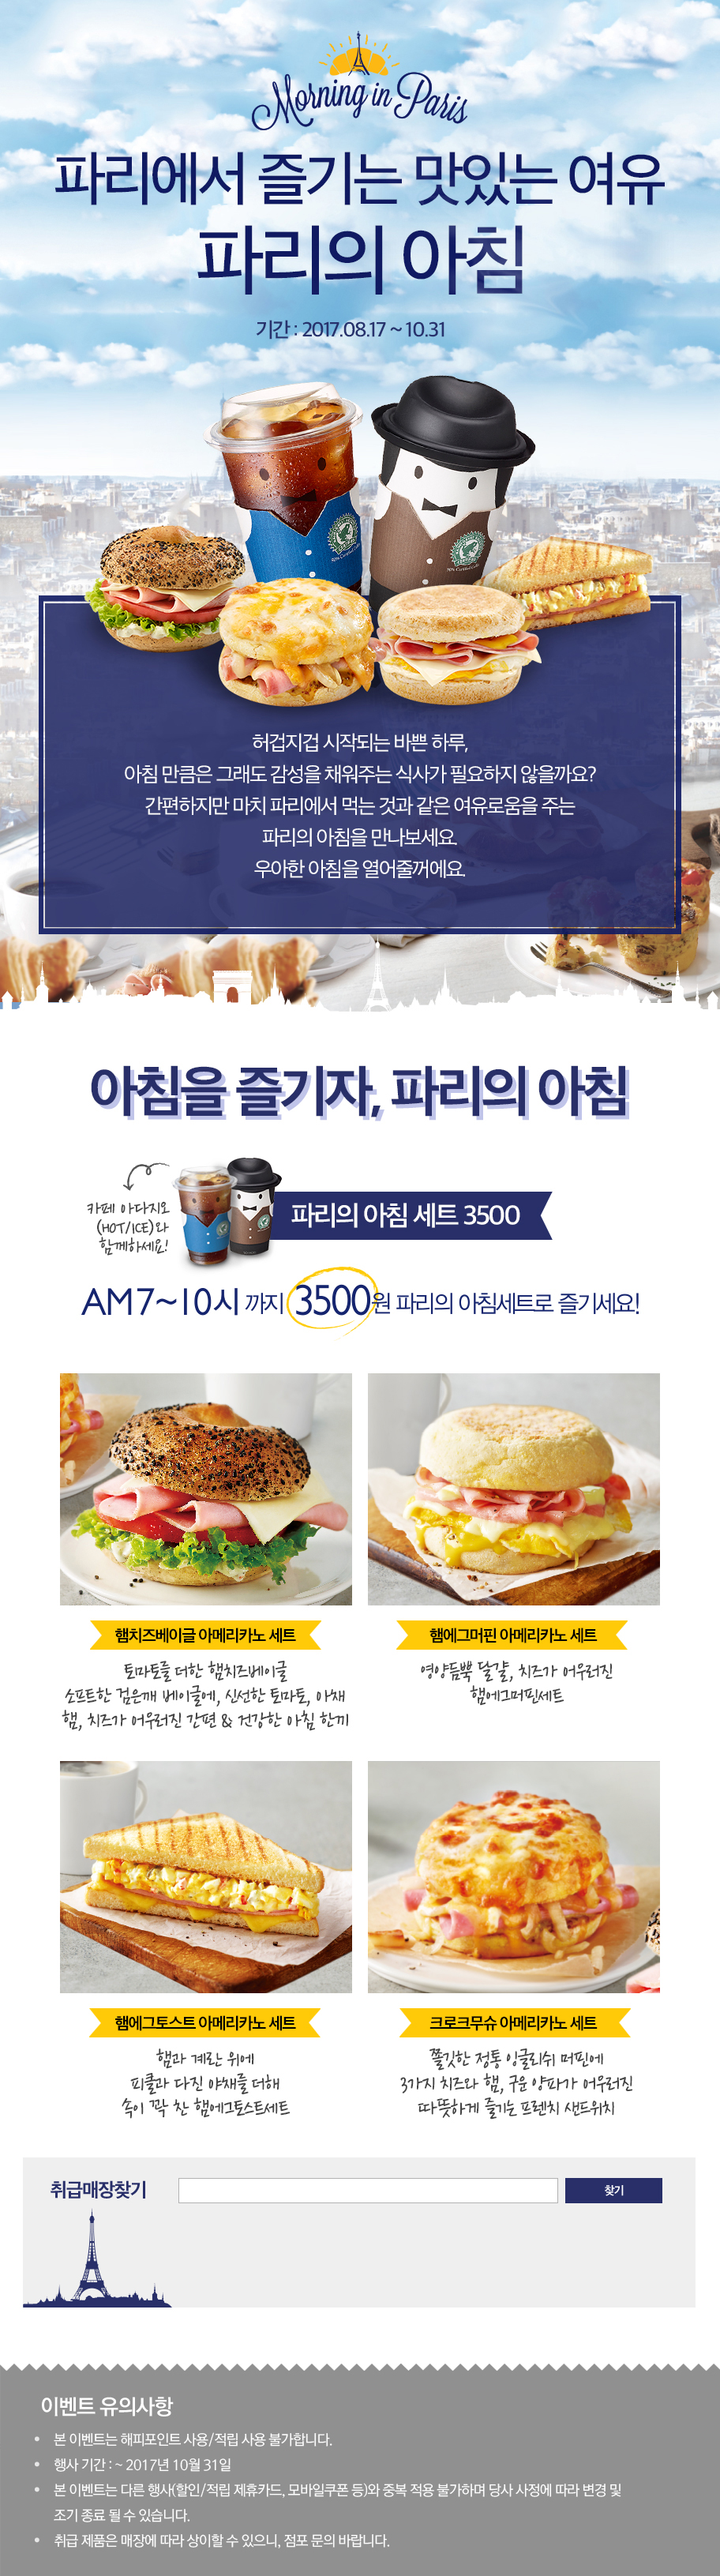 Morning in Paris
파리에서 즐기는 맛있는 여유
파리의 아침
기간 : 2017.08.17 ~ 10.31
허겁지겁 시작되는 바쁜 하루,
아침 만큼은 그래도 감성을 채워주는 식사가 필요하지 않을까요?
간편하지만 마치 파리에서 먹는 것과 같은 여유로움을 주는
파리의 아침을 만나보세요.
우아한 아침을 열어줄꺼에요.
아침을 즐기자, 파리의 아침
카페 아다지오
(HOT/ICE)와
함께하세요!
파리의 아침 세트 3500
AM 7~10시 까지 3500원 파리의 아침세트로 즐기세요!
햄치즈베이글 아메리카노 세트
토마토를 더한 햄치즈베이글
소프트한 검은깨 베이글에, 신선한 토마토, 야채
햄, 치즈가 어우러진 간편 & 건강한 아침 한끼
햄에그머핀 아메리카노 세트
영양듬뿍 달걀, 치즈가 어우러진
햄에그머핀세트
햄에그토스트 아메리카노 세트
햄과 계란 위에
피클과 다진 야채를 더해
속이 꽉 찬 햄에그토스트세트
크로크무슈 아메리카노 세트
쫄깃한 정통 잉글리쉬 머핀에
3가지 치즈와 햄, 구운 양파가 어우러진
따뜻하게 즐기는 프렌치 샌드위치
취급매장찾기
찾기
이벤트 유의사항
• 본 이벤트는 해피포인트 사용/적립 사용 불가합니다.
• 행사 기간 : ~ 2017년 10월 31일
• 본 이벤트는 다른 행사(할인/적립 제휴카드, 모바일쿠폰 등)와 중복 적용 불가하며 당사 사정에 따라 변경 및
조기 종료 될 수 있습니다.
• 취급 제품은 매장에 따라 상이할 수 있으니, 점포 문의 바랍니다.